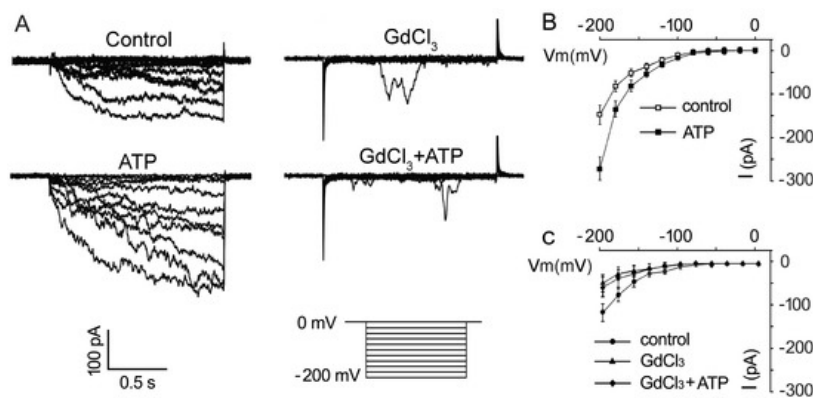 A
Control
GdCl₃
ATP
GdCl₃+ATP
100 pA
0.5 s
0 mV
-200 mV
B
-200
-100
0
Vm(mV)
0
-100
-200
-300
I (pA)
control
ATP
c
-200
-100
0
Vm(mV)
0
-100
-200
-300
I (pA)
control
GdCl₃
GdCl₃+ATP